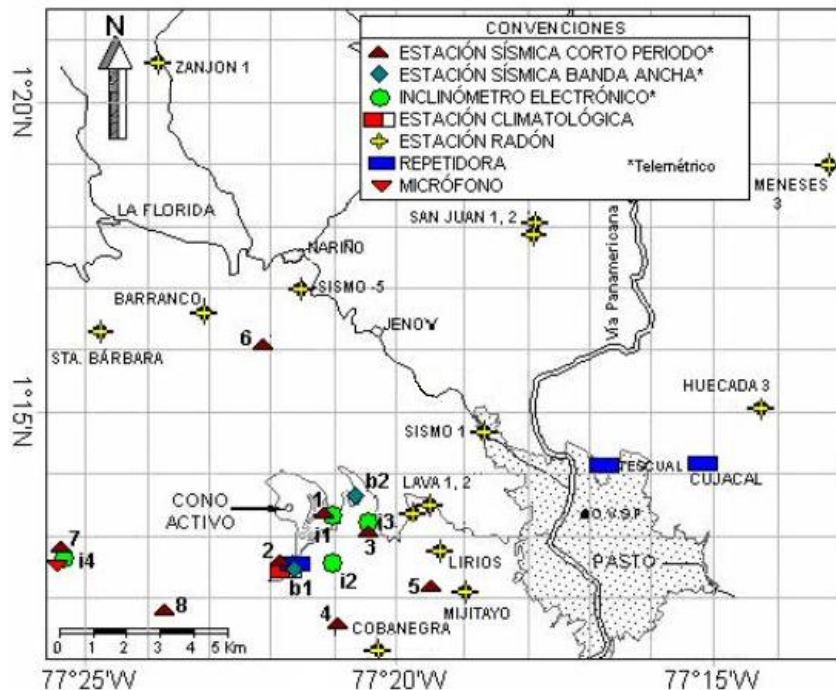 CONVENCIONES
ESTACIÓN SÍSMICA CORTO PERIODO*
ESTACIÓN SÍSMICA BANDA ANCHA*
INCLINÓMETRO ELECTRÓNICO*
ESTACIÓN CLIMATOLÓGICA
ESTACIÓN RADÓN
REPETIDORA *Telemétrico
MICRÓFONO
N
ZANJON 1
1°20'N
MENESES
3
LA FLORIDA
SAN JUAN 1, 2
Vía Panamericana
NARIÑO
SISMO -5
BARRANCO
JENOY
STA. BÁRBARA
6
HUECADA 3
1°15'N
SISMO 1
TESCUAL
CUJACAL
b2
LAVA 1, 2
CONO
ACTIVO
1
i1
i3
3
O.V.S.P
7
i4
2
b1
i2
LIRIOS
PASTO
5
MIJITAYO
8
4
COBANEGRA
0 1 2 3 4 5 Km
77°25'W
77°20'W
77°15'W